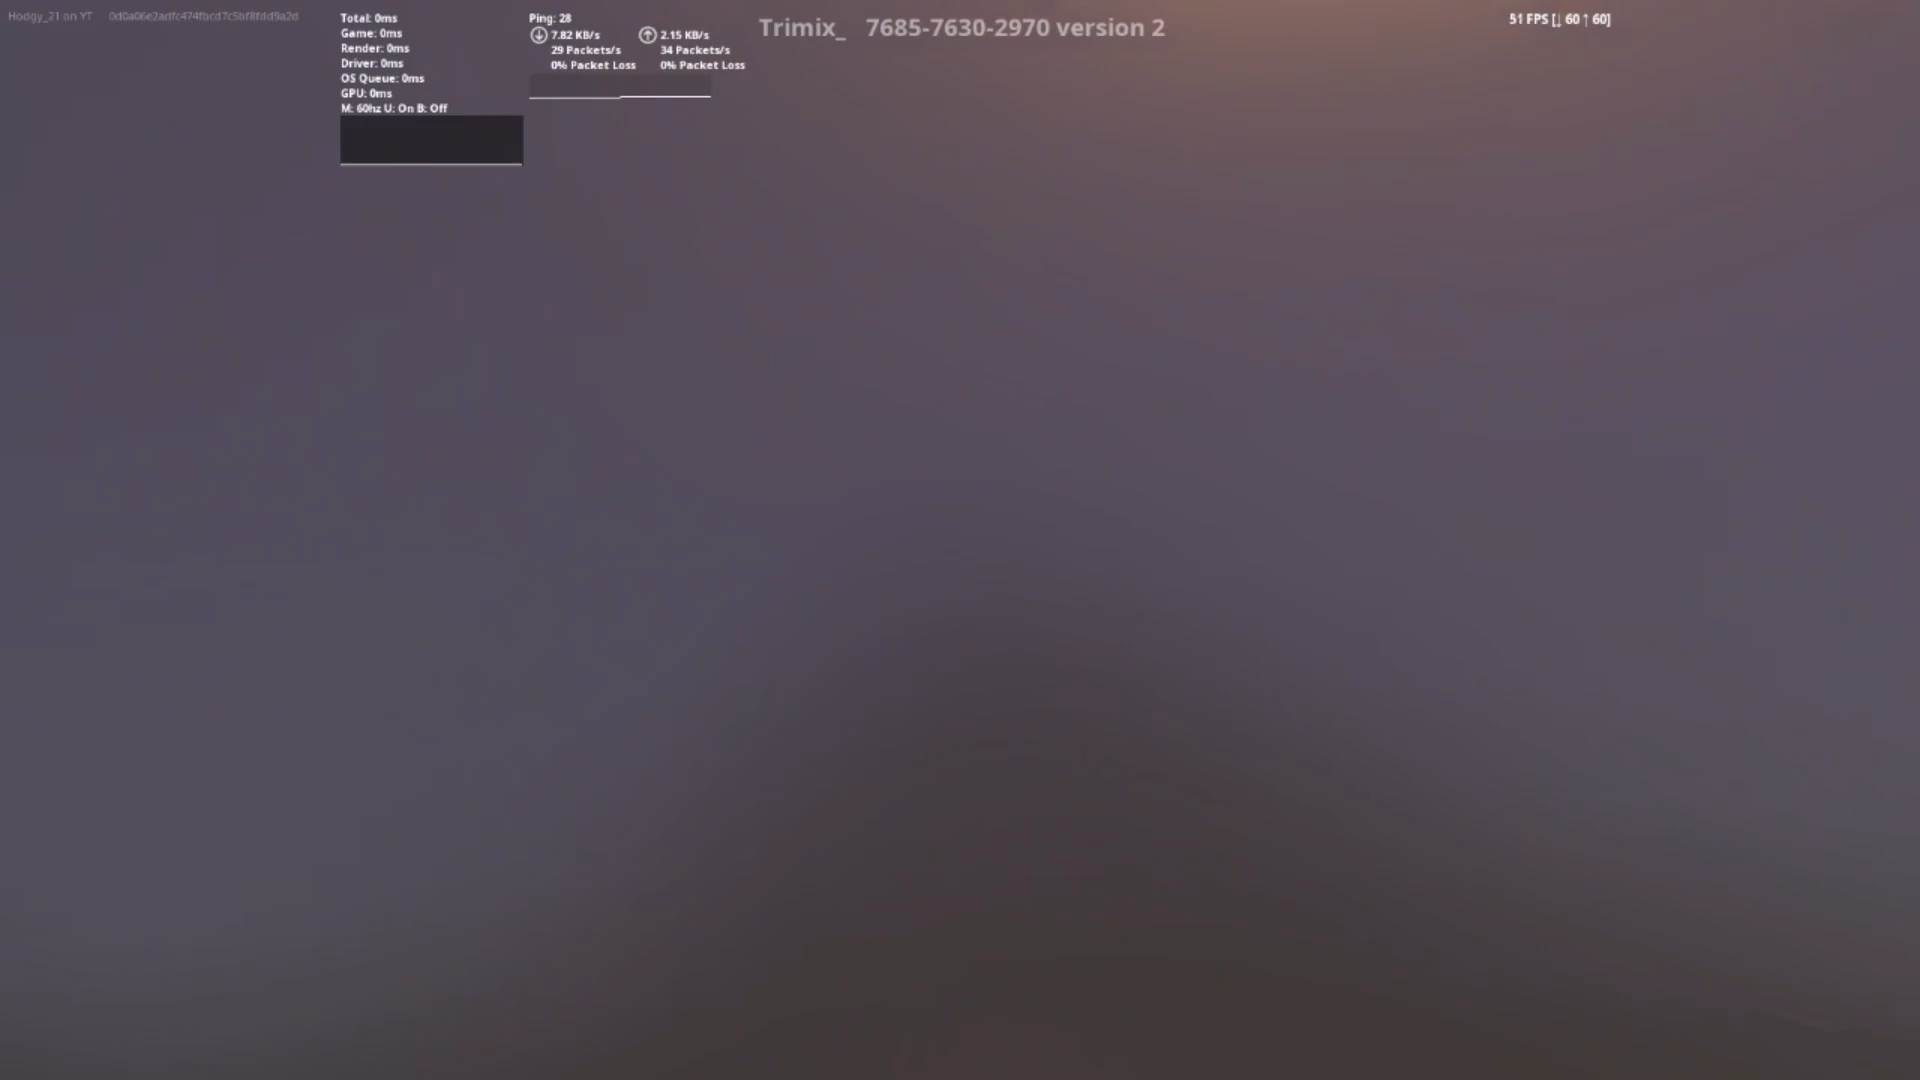 Hodgy_21 on YT
Total: 0ms
Game: 0ms
Render: 0ms
Driver: 0ms
OS Queue: 0ms
GPU: 0ms
M: 60hz U: On B: Off
Ping: 28
7.82 KB/s 2.15 KB/s
29 Packets/s 34 Packets/s
0% Packet Loss 0% Packet Loss
Trimix_ 7685-7630-2970 version 2
51 FPS [↓ 60 ↑ 60]